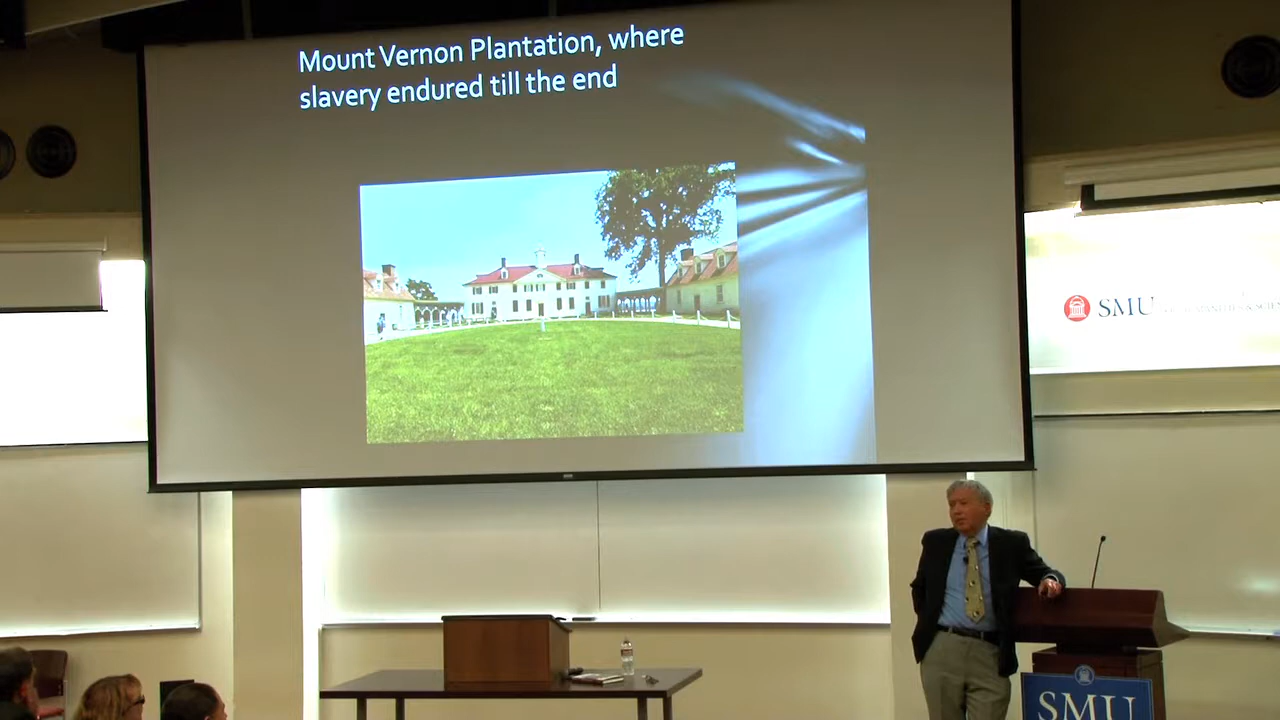 Mount Vernon Plantation, where
slavery endured till the end
SMU
SMU